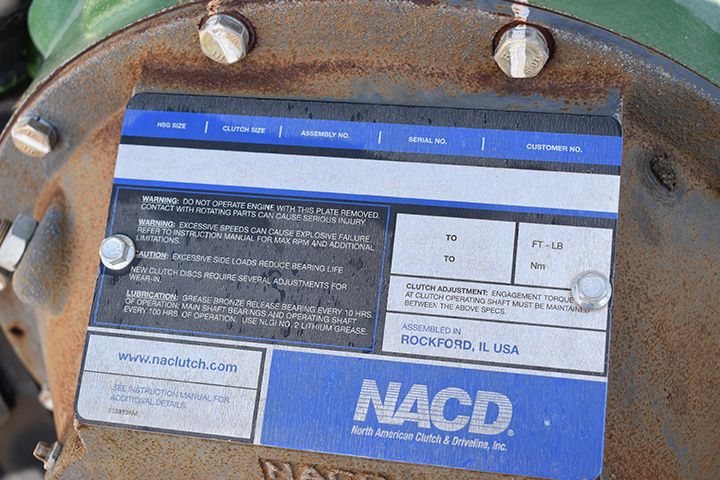 HSG SIZE | CLUTCH SIZE | ASSEMBLY NO. | SERIAL NO. | CUSTOMER NO.
WARNING: DO NOT OPERATE ENGINE WITH THIS PLATE REMOVED.
CONTACT WITH ROTATING PARTS CAN CAUSE SERIOUS INJURY
WARNING: EXCESSIVE SPEEDS CAN CAUSE EXPLOSIVE FAILURE.
REFER TO INSTRUCTION MANUAL FOR MAX RPM AND ADDITIONAL
LIMITATIONS.
AUTION: EXCESSIVE SIDE LOADS REDUCE BEARING LIFE
NEW CLUTCH DISCS REQUIRE SEVERAL ADJUSTMENTS FOR
WEAR-IN.
LUBRICATION: GREASE BRONZE RELEASE BEARING EVERY 10 HRS.
OF OPERATION; MAIN SHAFT BEARINGS AND OPERATING SHAFT
EVERY 100 HRS. OF OPERATION. USE NLGI NO. 2 LITHIUM GREASE.
TO FT - LB
TO Nm
CLUTCH ADJUSTMENT: ENGAGEMENT TORQUE
AT CLUTCH OPERATING SHAFT MUST BE MAINTAINED
BETWEEN THE ABOVE SPECS.
ASSEMBLED IN
ROCKFORD, IL USA
www.naclutch.com
SEE INSTRUCTION MANUAL FOR
ADDITIONAL DETAILS.
NACD®
North American Clutch & Driveline, Inc.